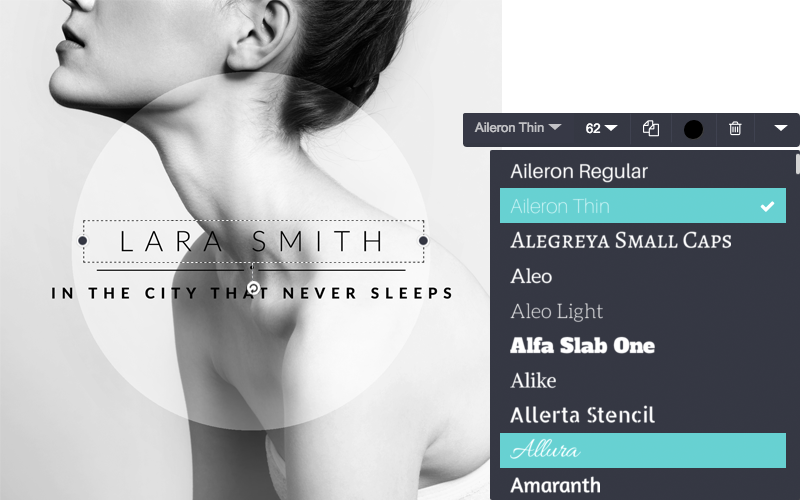 LARA SMITH
IN THE CITY THAT NEVER SLEEPS
Aileron Thin 62
Aileron Regular
Aileron Thin
Alegreya Small Caps
Aleo
Aleo Light
Alfa Slab One
Alike
Allerta Stencil
Allura
Amaranth